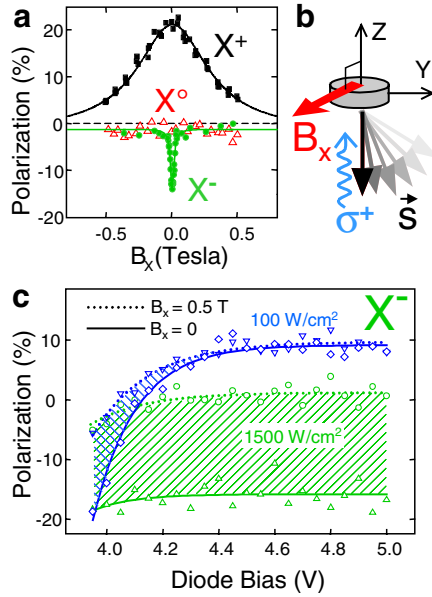 a
b
Polarization (%)
20
10
0
-10
-20
X⁺
X°
X⁻
-0.5
0.0
0.5
Bₓ(Tesla)
Z
Y
Bₓ
σ⁺
S
c
Polarization (%)
10
0
-10
-20
Bₓ = 0.5 T
Bₓ = 0
100 W/cm²
X⁻
1500 W/cm²
4.0
4.2
4.4
4.6
4.8
5.0
Diode Bias (V)